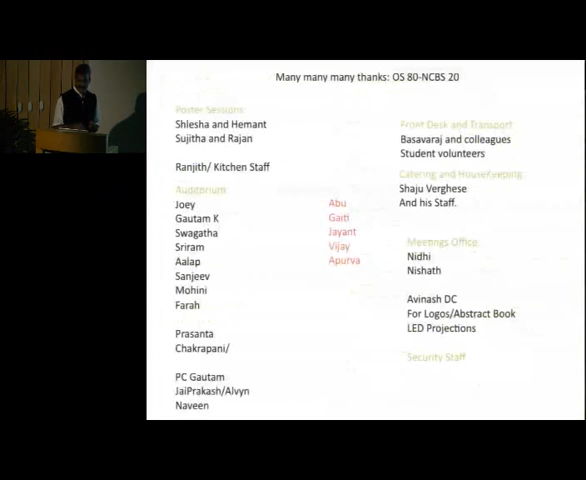 Many many many thanks: OS 80-NCBS 20
Poster Sessions:
Shlesha and Hemant
Sujitha and Rajan
Ranjith/ Kitchen Staff
Auditorium
Joey
Gautam K
Swagatha
Sriram
Aalap
Sanjeev
Mohini
Farah
Prasanta
Chakrapani/
PC Gautam
JaiPrakash/Alvyn
Naveen
Abu
Gaiti
Jayant
Vijay
Apurva
Front Desk and Transport
Basavaraj and colleagues
Student volunteers
Catering and HouseKeeping
Shaju Verghese
And his Staff.
Meetings Office
Nidhi
Nishath
Avinash DC
For Logos/Abstract Book
LED Projections
Security Staff